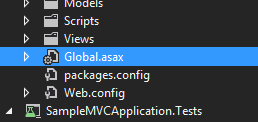 Models
Scripts
Views
Global.asax
packages.config
Web.config
SampleMVCApplication.Tests